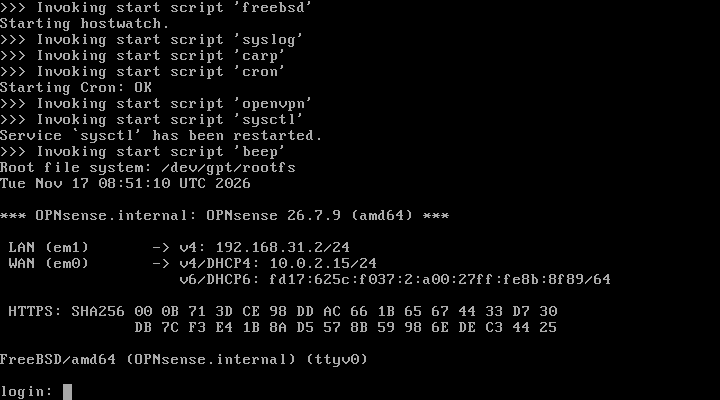 >>> Invoking start script 'freebsd'
Starting hostwatch.
>>> Invoking start script 'syslog'
>>> Invoking start script 'carp'
>>> Invoking start script 'cron'
Starting Cron: OK
>>> Invoking start script 'openvpn'
>>> Invoking start script 'sysctl'
Service `sysctl' has been restarted.
>>> Invoking start script 'beep'
Root file system: /dev/gpt/rootfs
Tue Nov 17 08:51:10 UTC 2026

*** OPNsense.internal: OPNsense 26.7.9 (amd64) ***

 LAN (em1)       -> v4: 192.168.31.2/24
 WAN (em0)       -> v4/DHCP4: 10.0.2.15/24
                    v6/DHCP6: fd17:625c:f037:2:a00:27ff:fe8b:8f89/64

 HTTPS: SHA256 00 0B 71 3D CE 98 DD AC 66 1B 65 67 44 33 D7 30
               DB 7C F3 E4 1B 8A D5 57 8B 59 98 6E DE C3 44 25

FreeBSD/amd64 (OPNsense.internal) (ttyv0)

login: